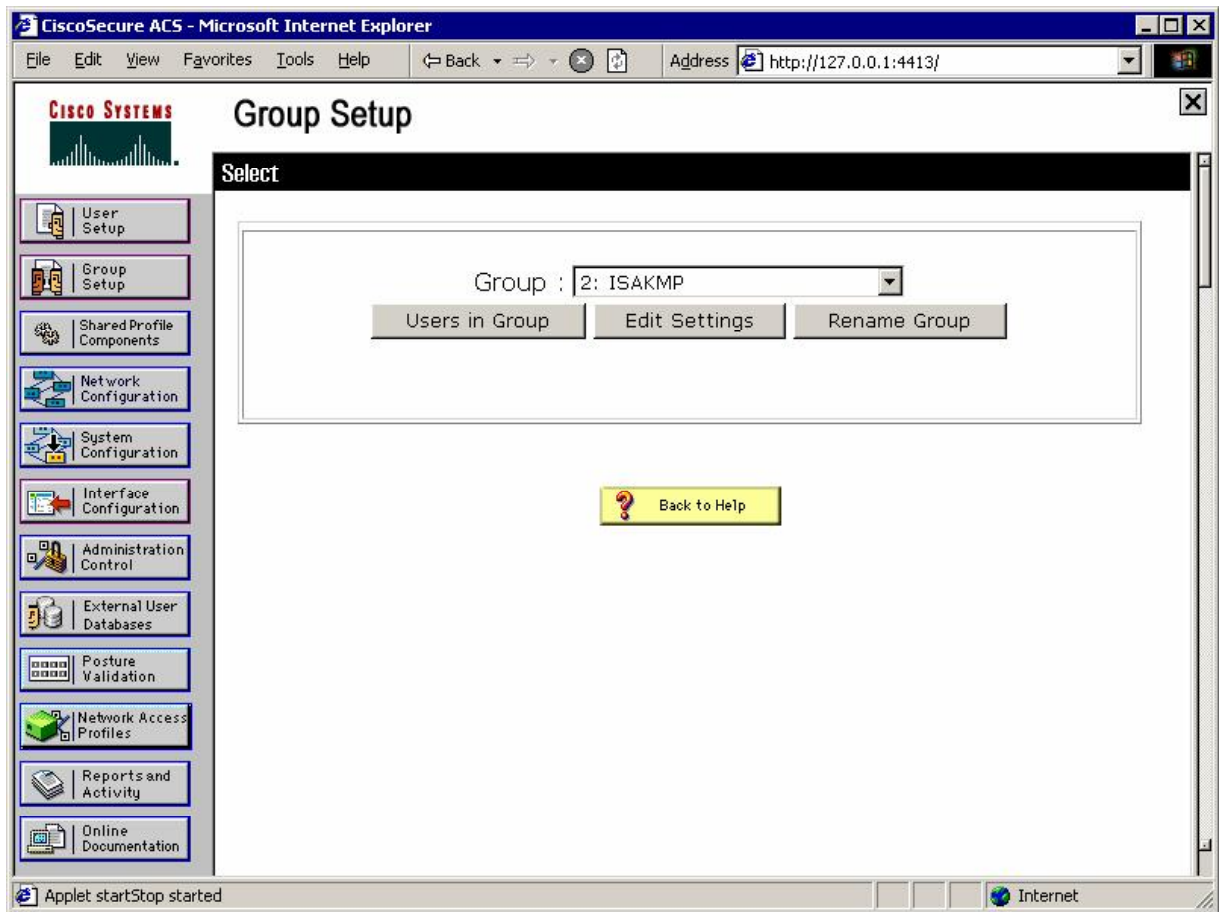 CiscoSecure ACS - Microsoft Internet Explorer
File Edit View Favorites Tools Help Back Address http://127.0.0.1:4413/
CISCO SYSTEMS
Group Setup
Select
User
Setup
Group
Setup
Shared Profile
Components
Network
Configuration
System
Configuration
Interface
Configuration
Administration
Control
External User
Databases
Posture
Validation
Network Access
Profiles
Reports and
Activity
Online
Documentation
Group : 2: ISAKMP
Users in Group Edit Settings Rename Group
? Back to Help
Applet startStop started Internet